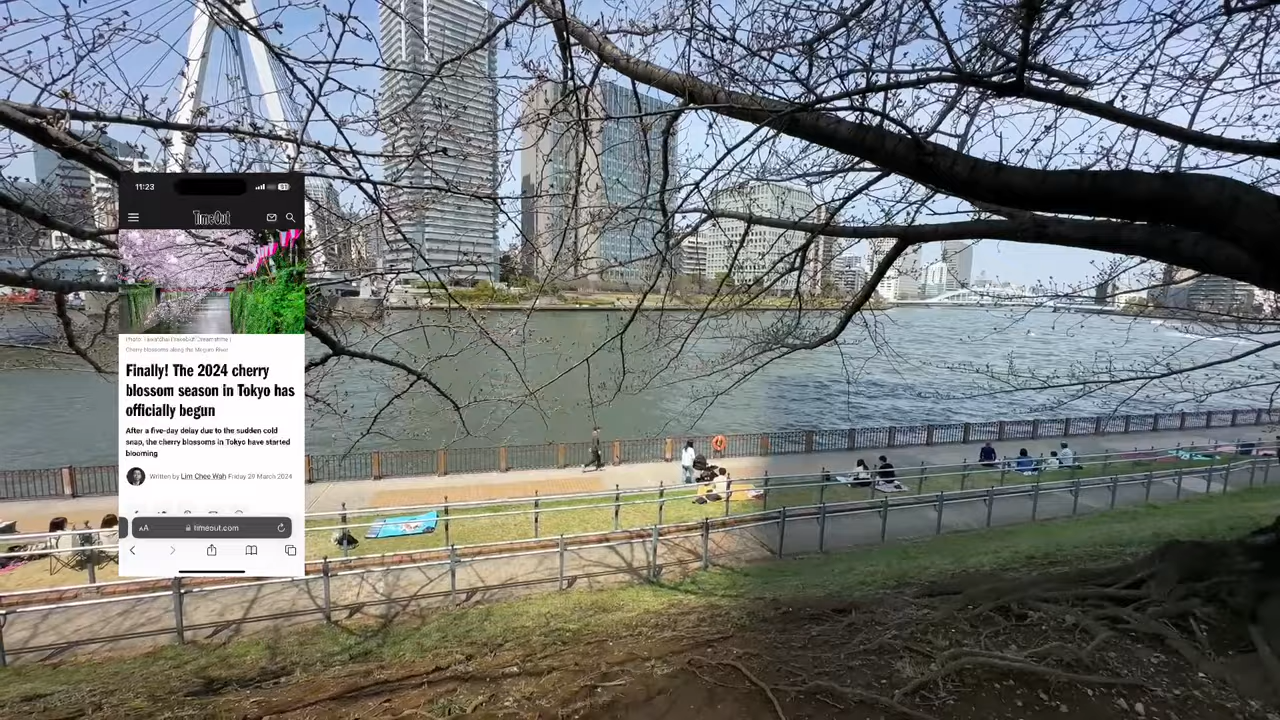 11:23
51
TimeOut
Cherry blossoms along the Meguro River
Finally! The 2024 cherry
blossom season in Tokyo has
officially begun
After a five-day delay due to the sudden cold
snap, the cherry blossoms in Tokyo have started
blooming
Written by Lim Chee Wah Friday 29 March 2024
AA
timeout.com